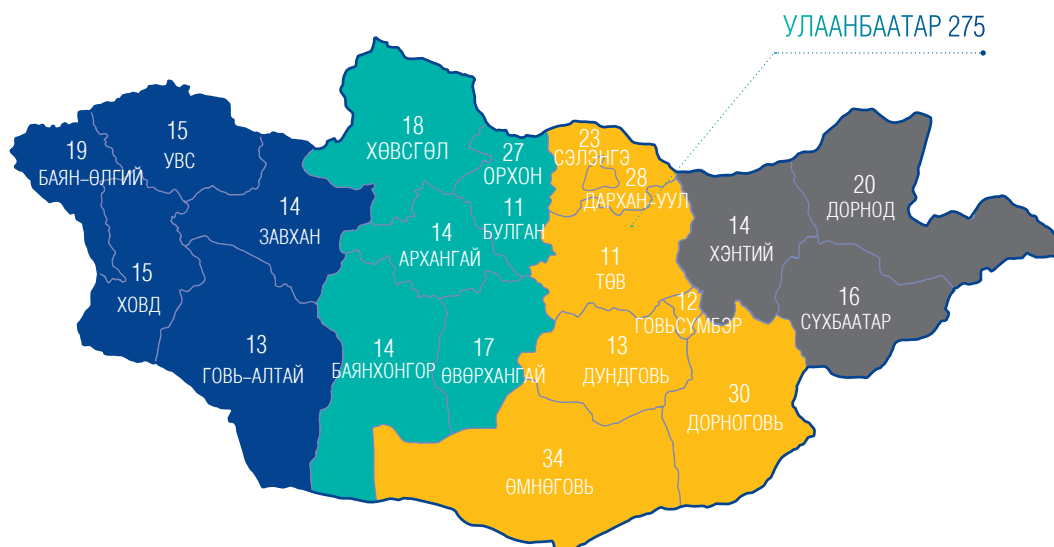 УЛААНБААТАР 275
19
БАЯН-ӨЛГИЙ
15
УВС
14
ЗАВХАН
15
ХОВД
13
ГОВЬ-АЛТАЙ
18
ХӨВСГӨЛ
27
ОРХОН
11
БУЛГАН
14
АРХАНГАЙ
14
БАЯНХОНГОР
17
ӨВӨРХАНГАЙ
23
СЭЛЭНГЭ
28
ДАРХАН-УУЛ
11
ТӨВ
12
ГОВЬСҮМБЭР
13
ДУНДГОВЬ
30
ДОРНОГОВЬ
34
ӨМНӨГОВЬ
14
ХЭНТИЙ
20
ДОРНОД
16
СҮХБААТАР